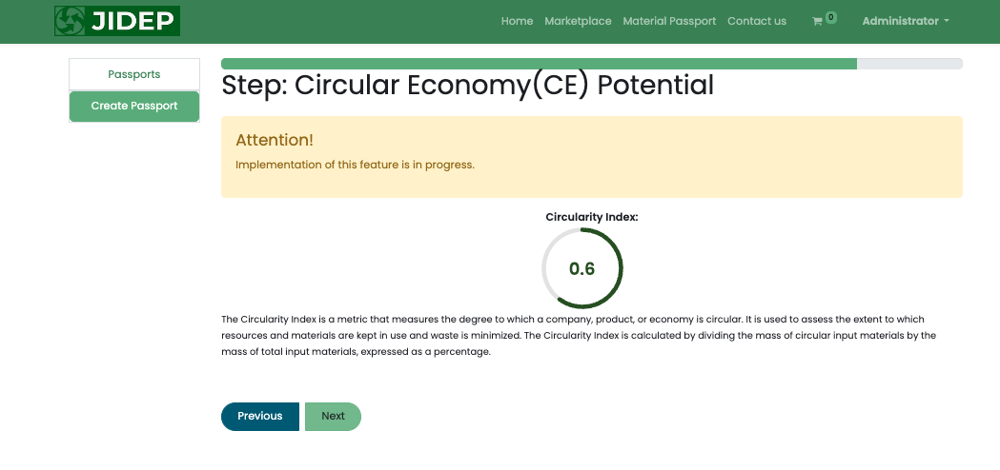 JIDEP
Home Marketplace Material Passport Contact us 0 Administrator
Passports
Create Passport
Step: Circular Economy(CE) Potential
Attention!
Implementation of this feature is in progress.
Circularity Index:
0.6
The Circularity Index is a metric that measures the degree to which a company, product, or economy is circular. It is used to assess the extent to which
resources and materials are kept in use and waste is minimized. The Circularity Index is calculated by dividing the mass of circular input materials by the
mass of total input materials, expressed as a percentage.
Previous Next